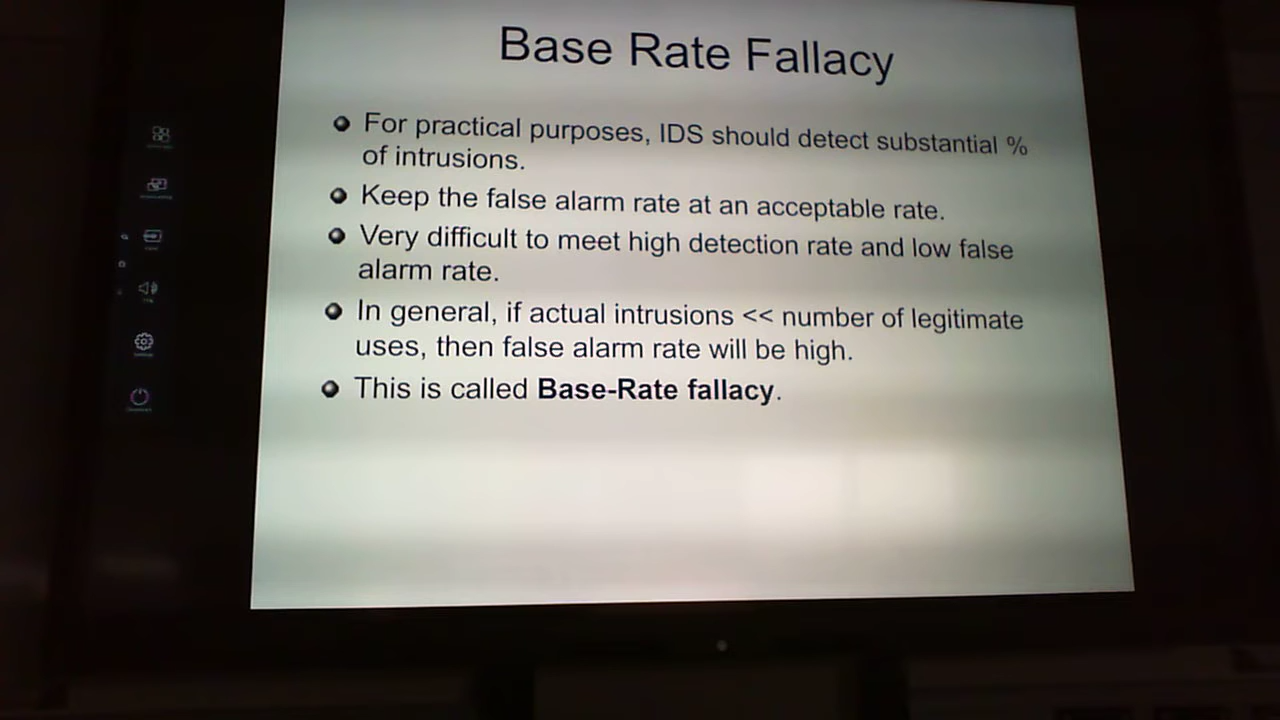 Base Rate Fallacy
For practical purposes, IDS should detect substantial %
of intrusions.
Keep the false alarm rate at an acceptable rate.
Very difficult to meet high detection rate and low false
alarm rate.
In general, if actual intrusions << number of legitimate
uses, then false alarm rate will be high.
This is called Base-Rate fallacy.